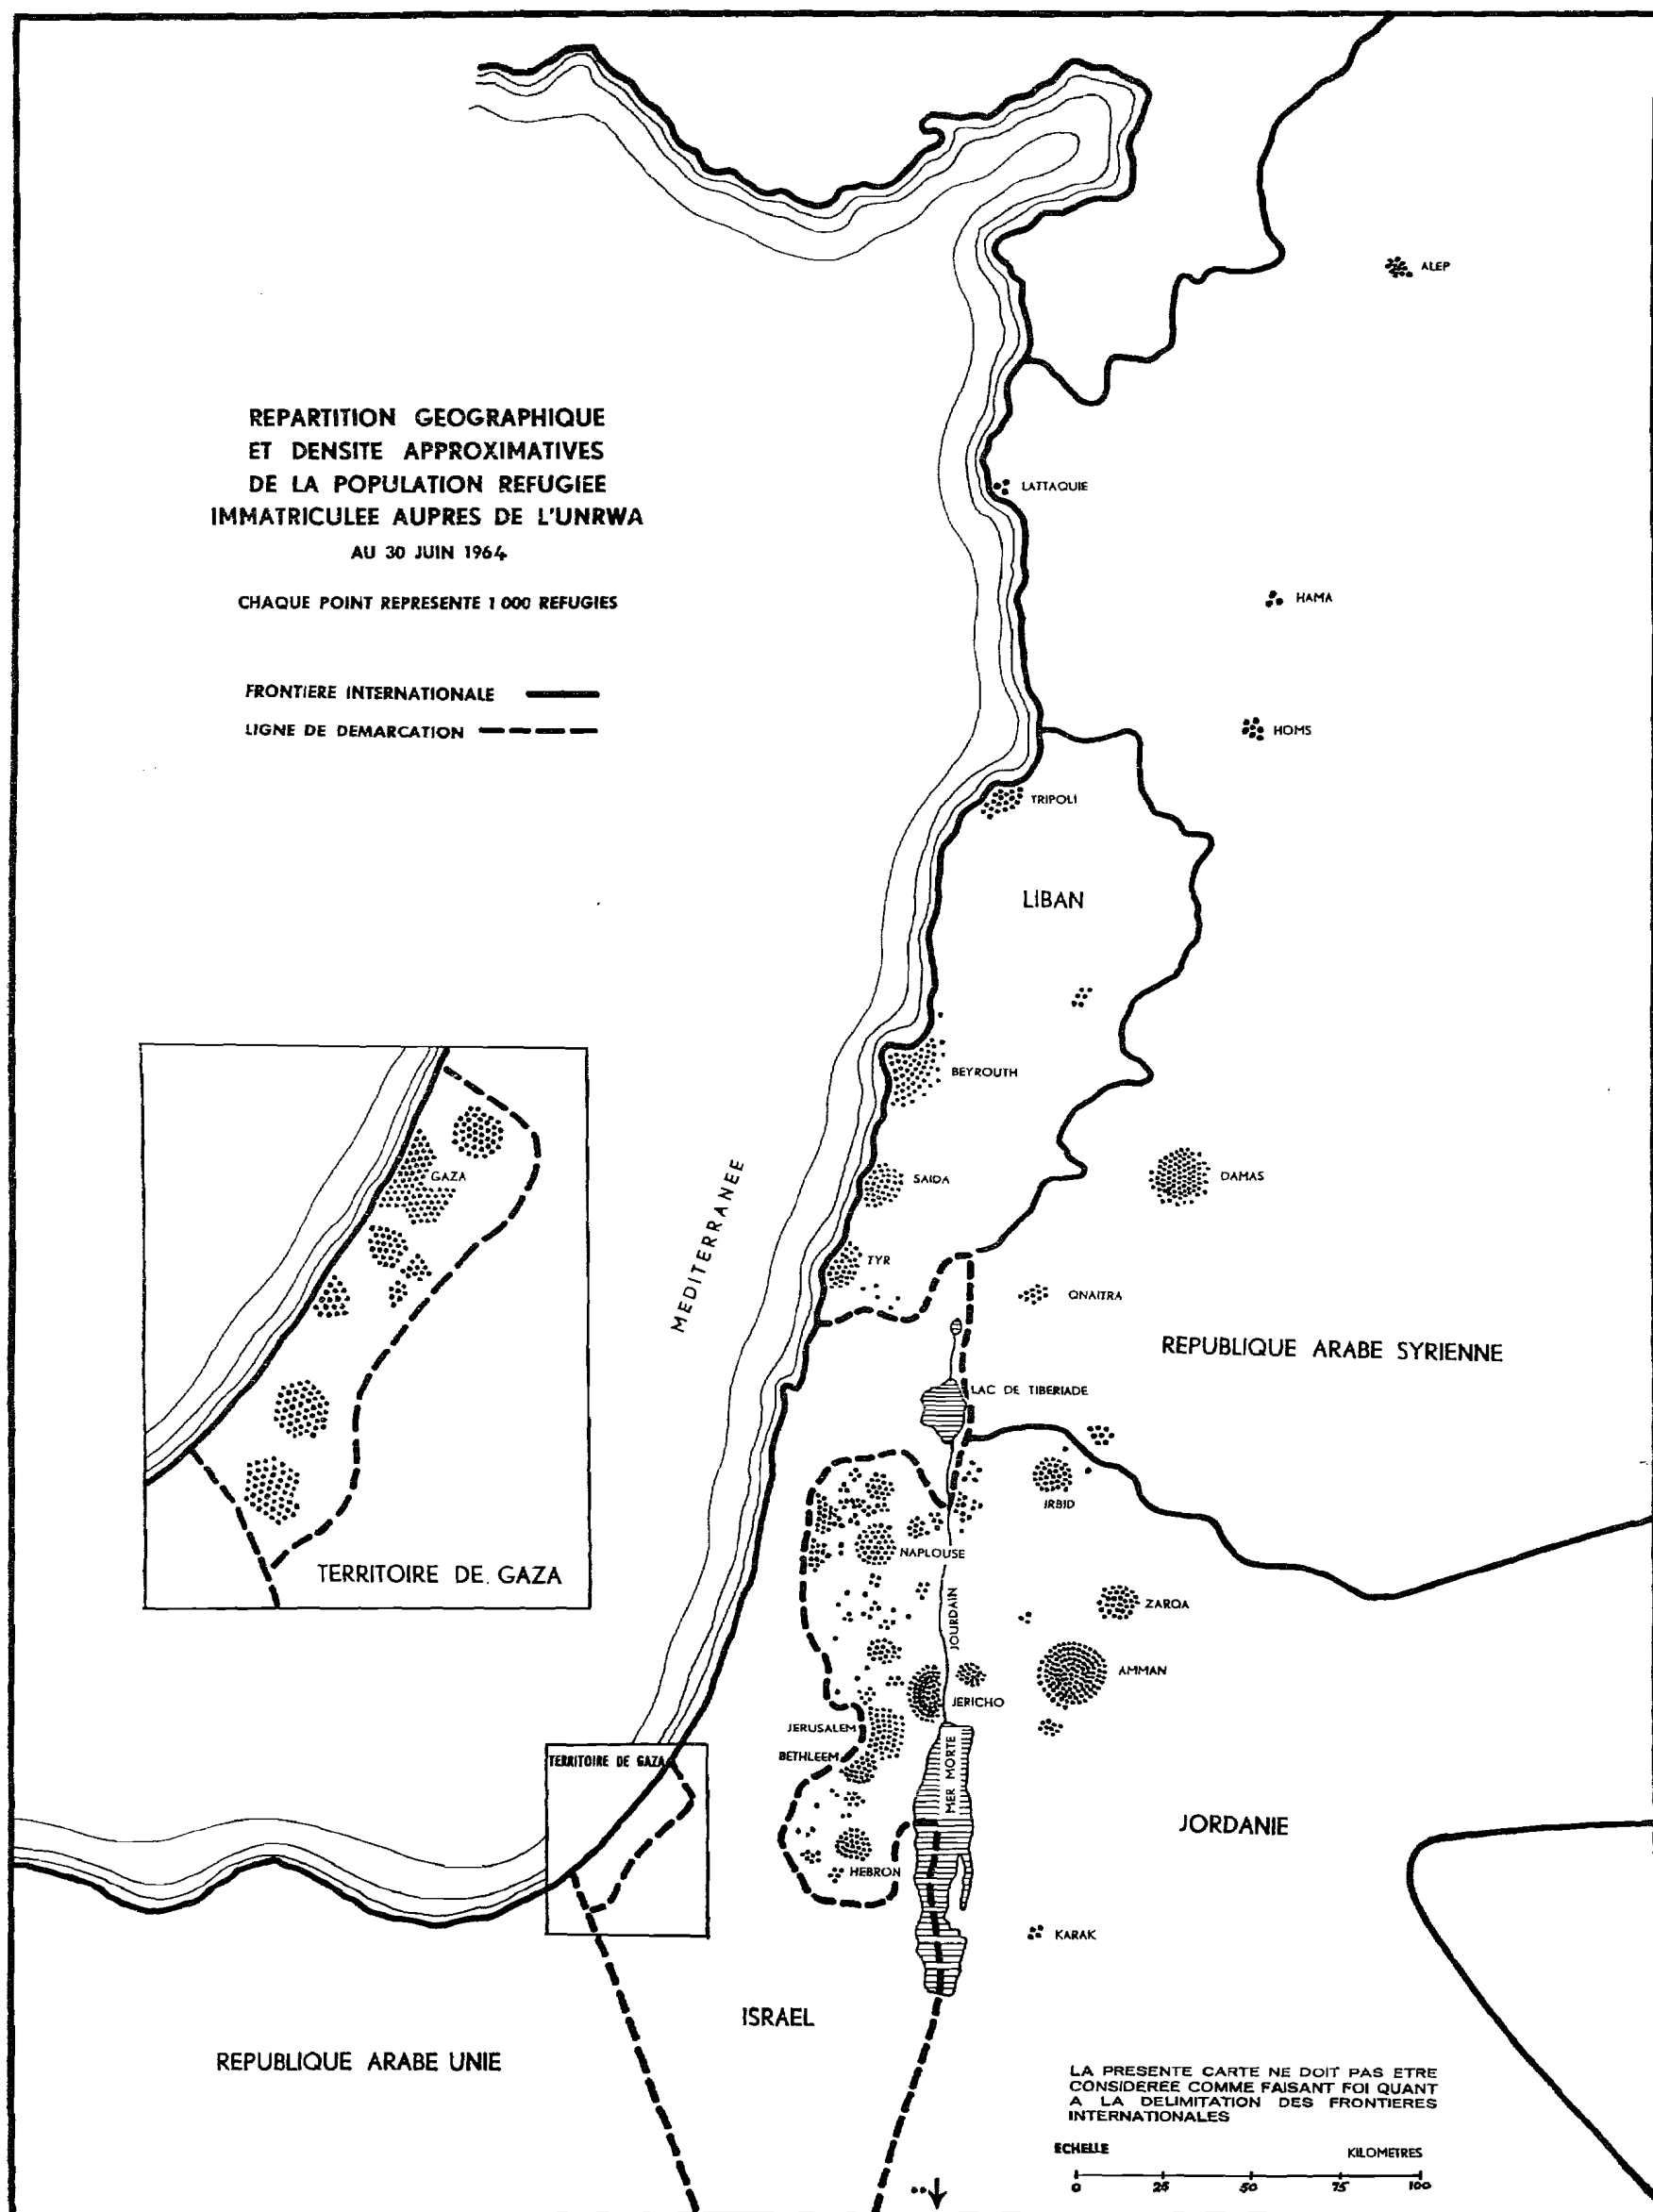 REPARTITION GEOGRAPHIQUE
ET DENSITE APPROXIMATIVES
DE LA POPULATION REFUGIEE
IMMATRICULEE AUPRES DE L'UNRWA
AU 30 JUIN 1964
CHAQUE POINT REPRESENTE 1 000 REFUGIES
FRONTIERE INTERNATIONALE
LIGNE DE DEMARCATION
ALEP
LATTAQUIE
HAMA
HOMS
TRIPOLI
LIBAN
BEYROUTH
SAIDA
DAMAS
TYR
QNAITRA
MEDITERRANEE
REPUBLIQUE ARABE SYRIENNE
LAC DE TIBERIADE
GAZA
TERRITOIRE DE. GAZA
IRBID
NAPLOUSE
JOURDAIN
ZARQA
AMMAN
JERICHO
JERUSALEM
BETHLEEM
MER MORTE
TERRITOIRE DE GAZA
HEBRON
JORDANIE
KARAK
ISRAEL
REPUBLIQUE ARABE UNIE
LA PRESENTE CARTE NE DOIT PAS ETRE
CONSIDEREE COMME FAISANT FOI QUANT
A LA DELIMITATION DES FRONTIERES
INTERNATIONALES
ECHELLE KILOMETRES
0 25 50 75 100